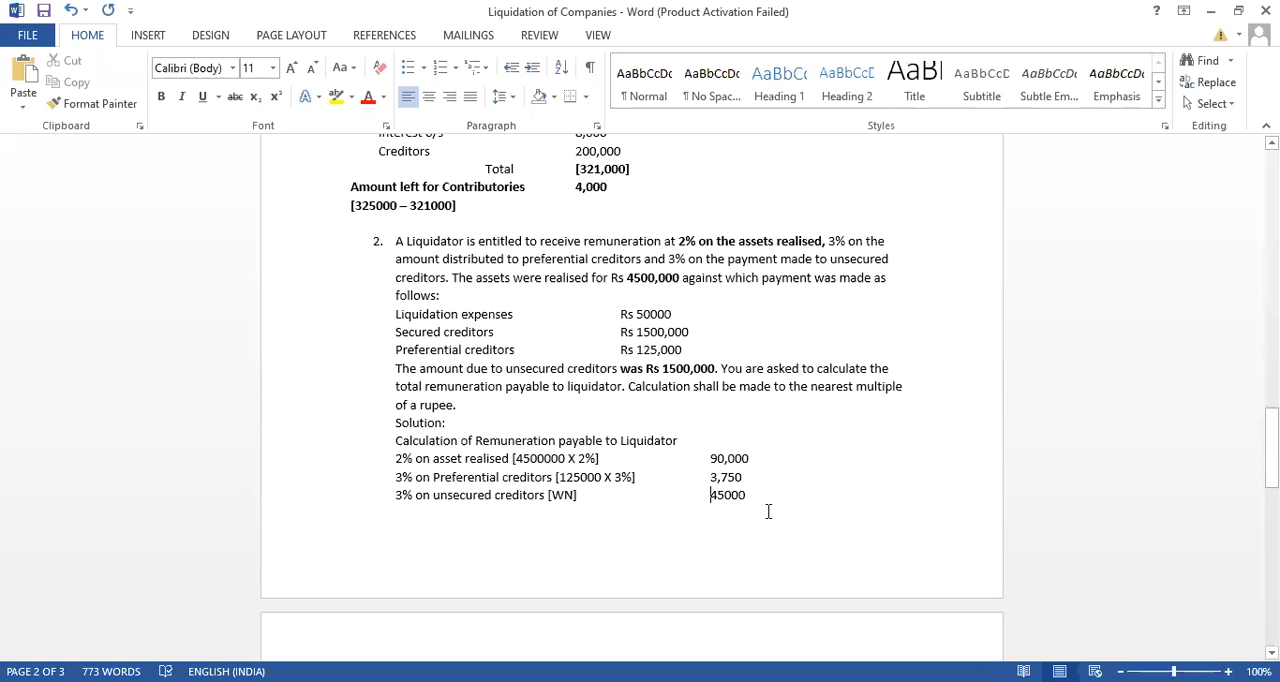 Liquidation of Companies - Word (Product Activation Failed)
FILE HOME INSERT DESIGN PAGE LAYOUT REFERENCES MAILINGS REVIEW VIEW
Paste Cut Copy Format Painter
Clipboard
Calibri (Body) 11
Font
Paragraph
AaBbCcDc AaBbCcDc AaBbCc AaBbCcD AaBl AaBbCcD AaBbCcDc AaBbCcDc
¶ Normal ¶ No Spac... Heading 1 Heading 2 Title Subtitle Subtle Em... Emphasis
Styles
Find
Replace
Select
Editing
Interest o/s 8,000
Creditors 200,000
Total [321,000]
Amount left for Contributories 4,000
[325000 – 321000]
2. A Liquidator is entitled to receive remuneration at 2% on the assets realised, 3% on the
amount distributed to preferential creditors and 3% on the payment made to unsecured
creditors. The assets were realised for Rs 4500,000 against which payment was made as
follows:
Liquidation expenses Rs 50000
Secured creditors Rs 1500,000
Preferential creditors Rs 125,000
The amount due to unsecured creditors was Rs 1500,000. You are asked to calculate the
total remuneration payable to liquidator. Calculation shall be made to the nearest multiple
of a rupee.
Solution:
Calculation of Remuneration payable to Liquidator
2% on asset realised [4500000 X 2%] 90,000
3% on Preferential creditors [125000 X 3%] 3,750
3% on unsecured creditors [WN] 45000
PAGE 2 OF 3 773 WORDS ENGLISH (INDIA) 100%